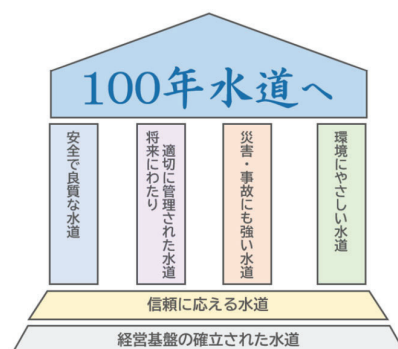 100年水道へ
安全で良質な水道
将来にわたり
適切に管理された水道
災害・事故にも強い水道
環境にやさしい水道
信頼に応える水道
経営基盤の確立された水道